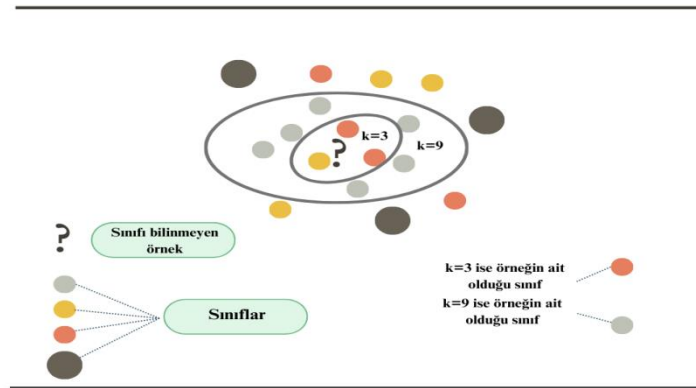 k=3
k=9
?
?
Sınıfı bilinmeyen
örnek
Sınıflar
k=3 ise örneğin ait
olduğu sınıf
k=9 ise örneğin ait
olduğu sınıf